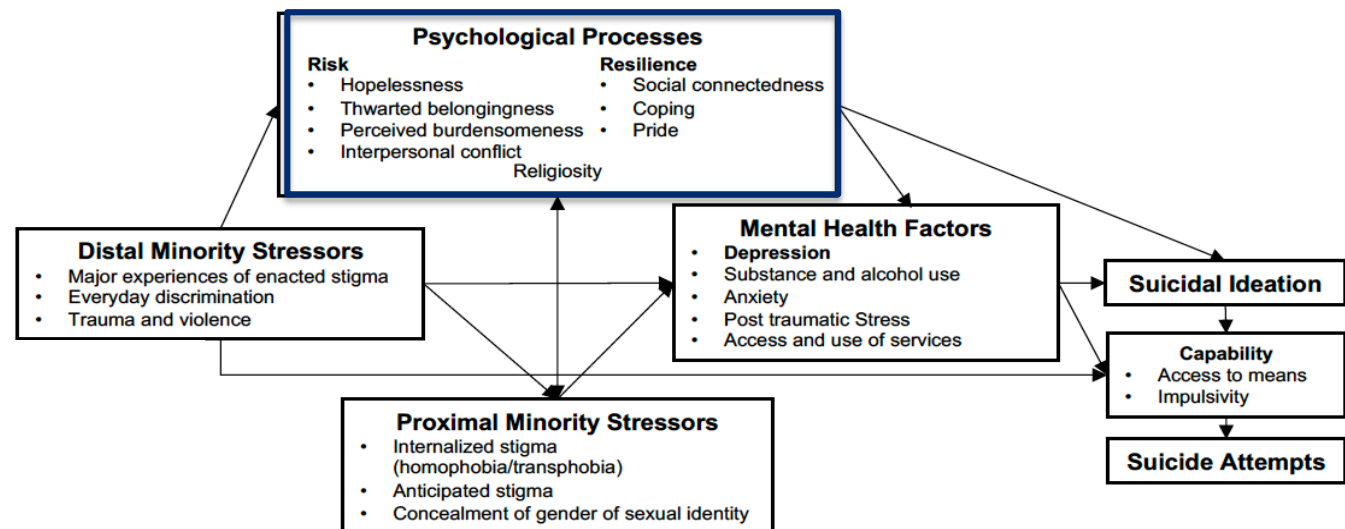 Psychological Processes
Risk
• Hopelessness
• Thwarted belongingness
• Perceived burdensomeness
• Interpersonal conflict
Resilience
• Social connectedness
• Coping
• Pride
Religiosity
Distal Minority Stressors
• Major experiences of enacted stigma
• Everyday discrimination
• Trauma and violence
Mental Health Factors
• Depression
• Substance and alcohol use
• Anxiety
• Post traumatic Stress
• Access and use of services
Proximal Minority Stressors
• Internalized stigma
(homophobia/transphobia)
• Anticipated stigma
• Concealment of gender of sexual identity
Suicidal Ideation
Capability
• Access to means
• Impulsivity
Suicide Attempts